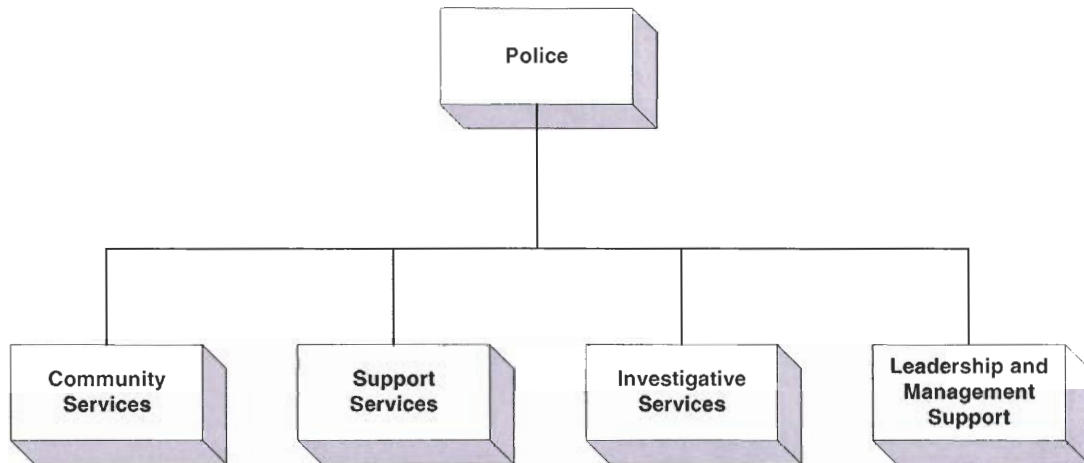 Police
Community
Services
Support
Services
Investigative
Services
Leadership and
Management
Support